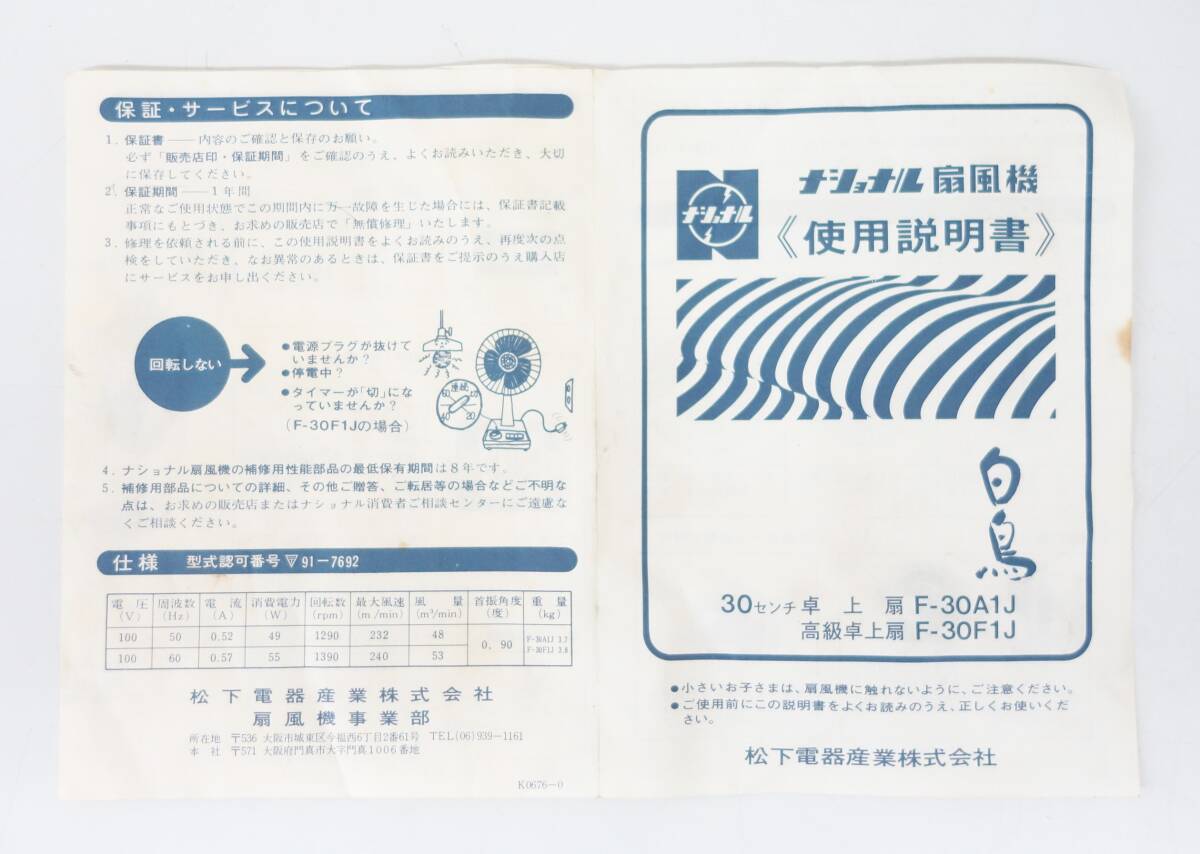 保証・サービスについて
1. 保証書――内容のご確認と保存のお願い。
必ず「販売店印・保証期間」をご確認のうえ、よくお読みいただき、大切
に保存してください。
2. 保証期間――1年間
正常なご使用状態でこの期間内に万一故障を生じた場合には、保証書記載
事項にもとづき、お求めの販売店で「無償修理」いたします。
3. 修理を依頼される前に、この使用説明書をよくお読みのうえ、再度次の点
検をしていただき、なお異常のあるときは、保証書をご提示のうえ購入店
にサービスをお申し出ください。
回転しない
●電源プラグが抜けて
いませんか?
●停電中?
●タイマーが「切」にな
っていませんか?
(F-30F1Jの場合)
連続
60 切
40 20
4. ナショナル扇風機の補修用性能部品の最低保有期間は8年です。
5. 補修用部品についての詳細、その他ご贈答、ご転居等の場合などご不明な
点は、お求めの販売店またはナショナル消費者ご相談センターにご遠慮な
くご相談ください。
仕様 型式認可番号 ▽ 91-7692
電圧(V) 周波数(Hz) 電流(A) 消費電力(W) 回転数(rpm) 最大風速(m/min) 風量(m³/min) 首振角度(度) 重量(kg)
100 50 0.52 49 1290 232 48 0. 90 F-30A1J 3.7
100 60 0.57 55 1390 240 53 F-30F1J 3.8
松下電器産業株式会社
扇風機事業部
所在地 〒536 大阪市城東区今福西6丁目2番61号 TEL(06)939-1161
本社 〒571 大阪府門真市大字門真1006番地
K0676-0
ナショナル
ナショナル 扇風機
《使用説明書》
白鳥
30センチ 卓上扇 F-30A1J
高級卓上扇 F-30F1J
●小さいお子さまは、扇風機に触れないように、ご注意ください。
●ご使用前にこの説明書をよくお読みのうえ、正しくお使いくだ
さい。
松下電器産業株式会社